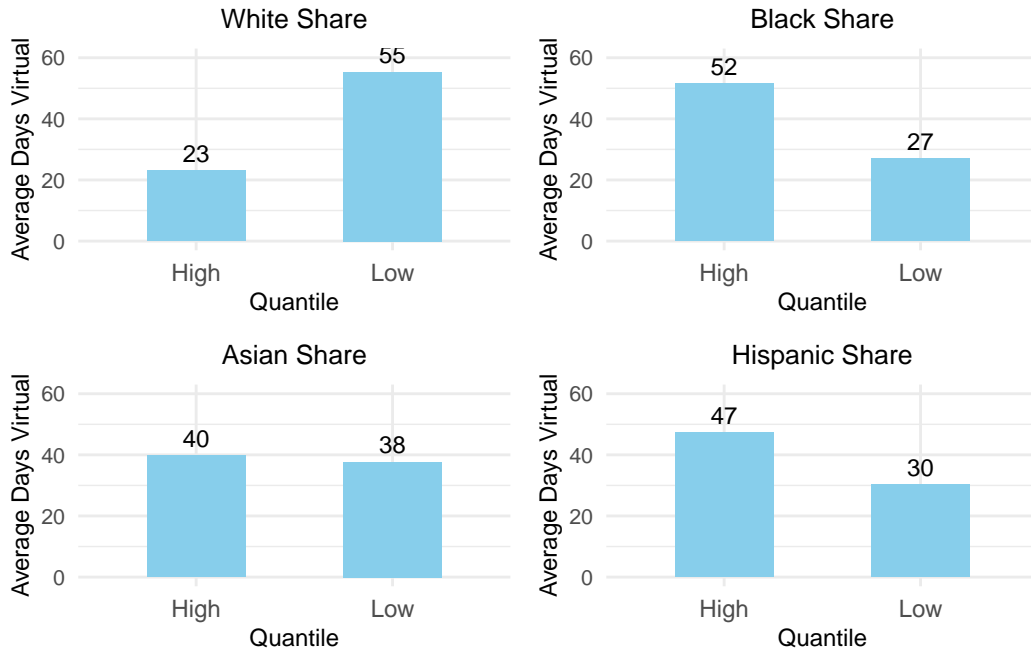 White Share
Average Days Virtual
60
40
20
0
23
55
High
Low
Quantile
Black Share
Average Days Virtual
60
40
20
0
52
27
High
Low
Quantile
Asian Share
Average Days Virtual
60
40
20
0
40
38
High
Low
Quantile
Hispanic Share
Average Days Virtual
60
40
20
0
47
30
High
Low
Quantile